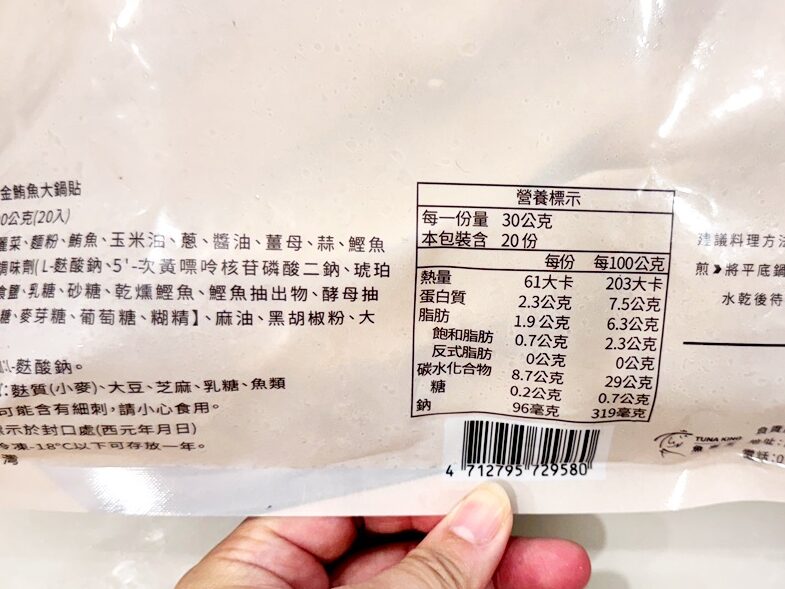 金鮪魚大鍋貼
0公克(20入)
菜、麵粉、鮪魚、玉米油、蔥、醬油、薑母、蒜、鰹魚
調味劑(L-麩酸鈉、5'-次黃嘌呤核苷磷酸二鈉、琥珀
食鹽、乳糖、砂糖、乾燻鰹魚、鰹魚抽出物、酵母抽
糖、麥芽糖、葡萄糖、糊精】、麻油、黑胡椒粉、大
L-麩酸鈉。
:麩質(小麥)、大豆、芝麻、乳糖、魚類
可能含有細刺,請小心食用。
示於封口處(西元年月日)
冷凍-18°C以下可存放一年。
灣
營養標示
每一份量 30公克
本包裝含 20份
每份 每100公克
熱量 61大卡 203大卡
蛋白質 2.3公克 7.5公克
脂肪 1.9公克 6.3公克
飽和脂肪 0.7公克 2.3公克
反式脂肪 0公克 0公克
碳水化合物 8.7公克 29公克
糖 0.2公克 0.7公克
鈉 96毫克 319毫克
4 712795 729580
建議料理方法
煎 將平底鍋
水乾後待
TUNA KING
地址:
電話:0